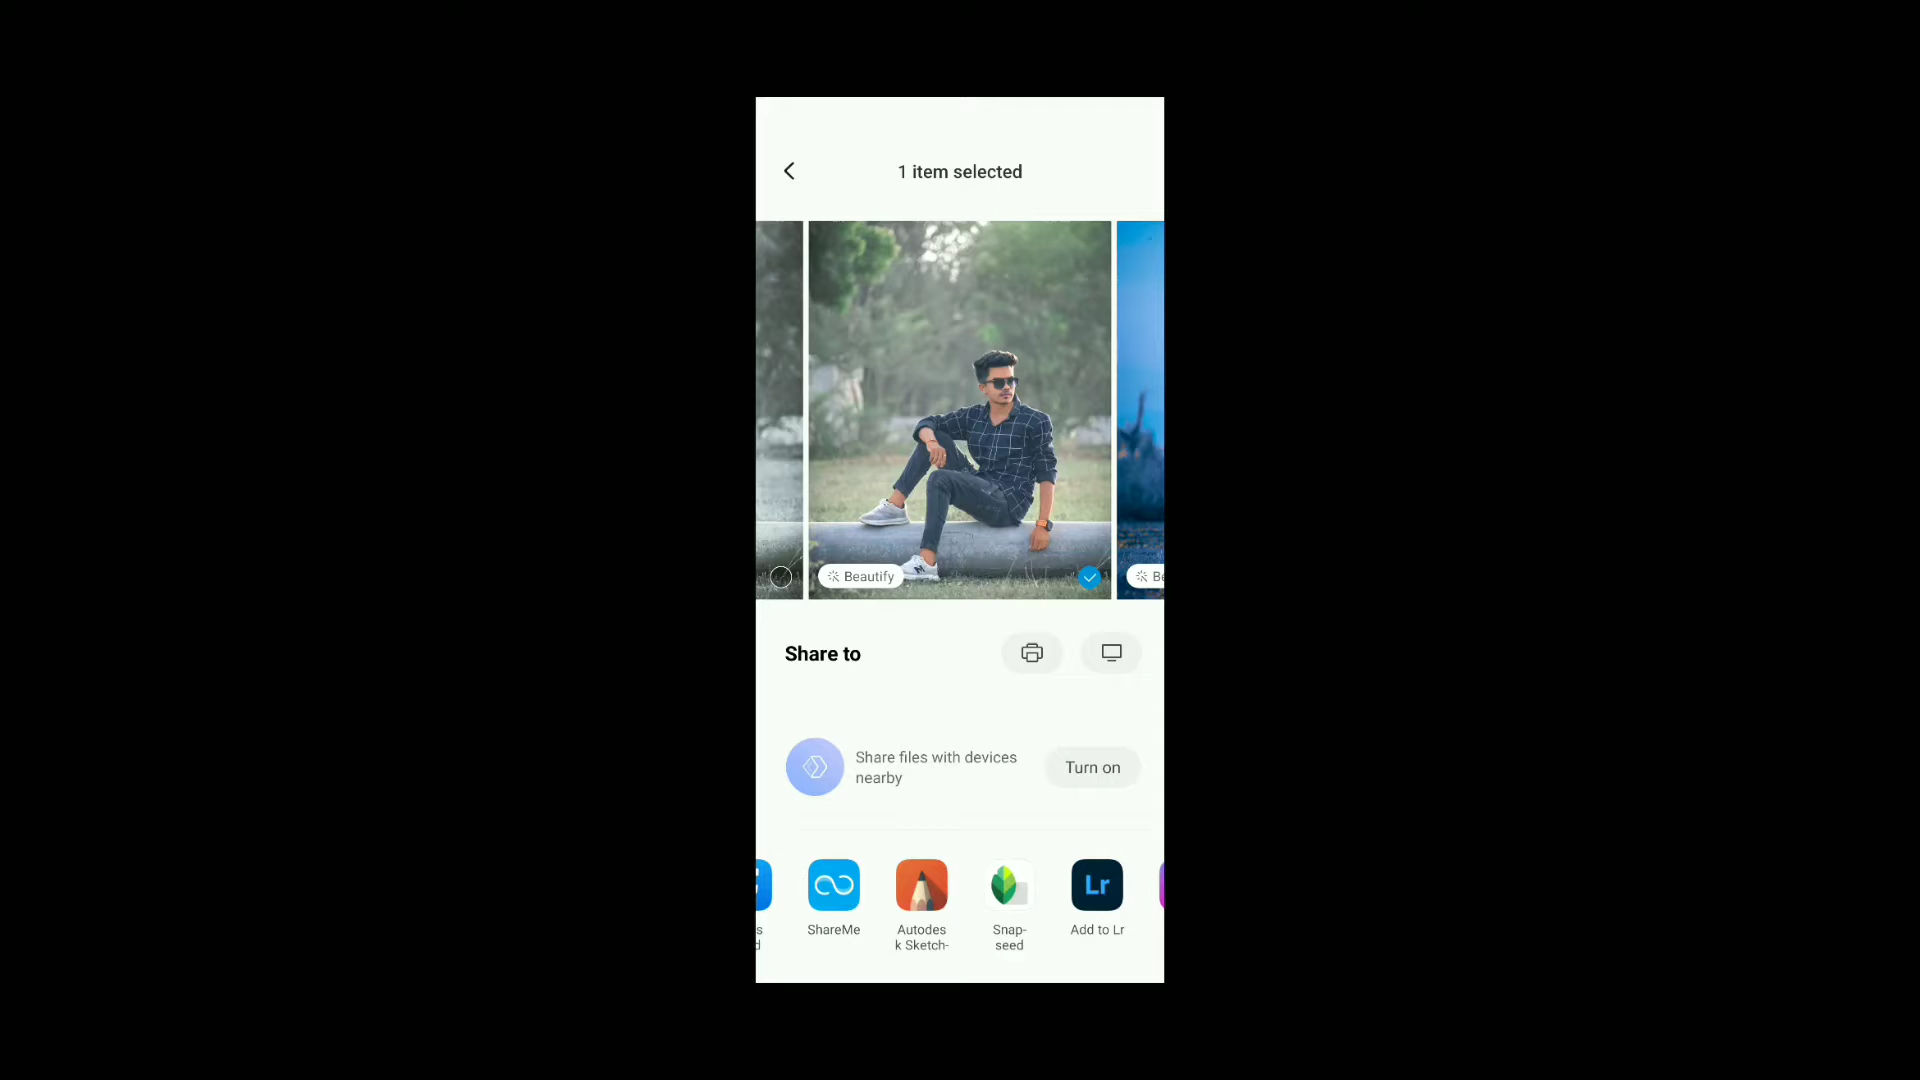 1 item selected
Beautify
Be
Share to
Share files with devices
nearby
Turn on
Lr
s
d
ShareMe
Autodes
k Sketch-
Snap-
seed
Add to Lr